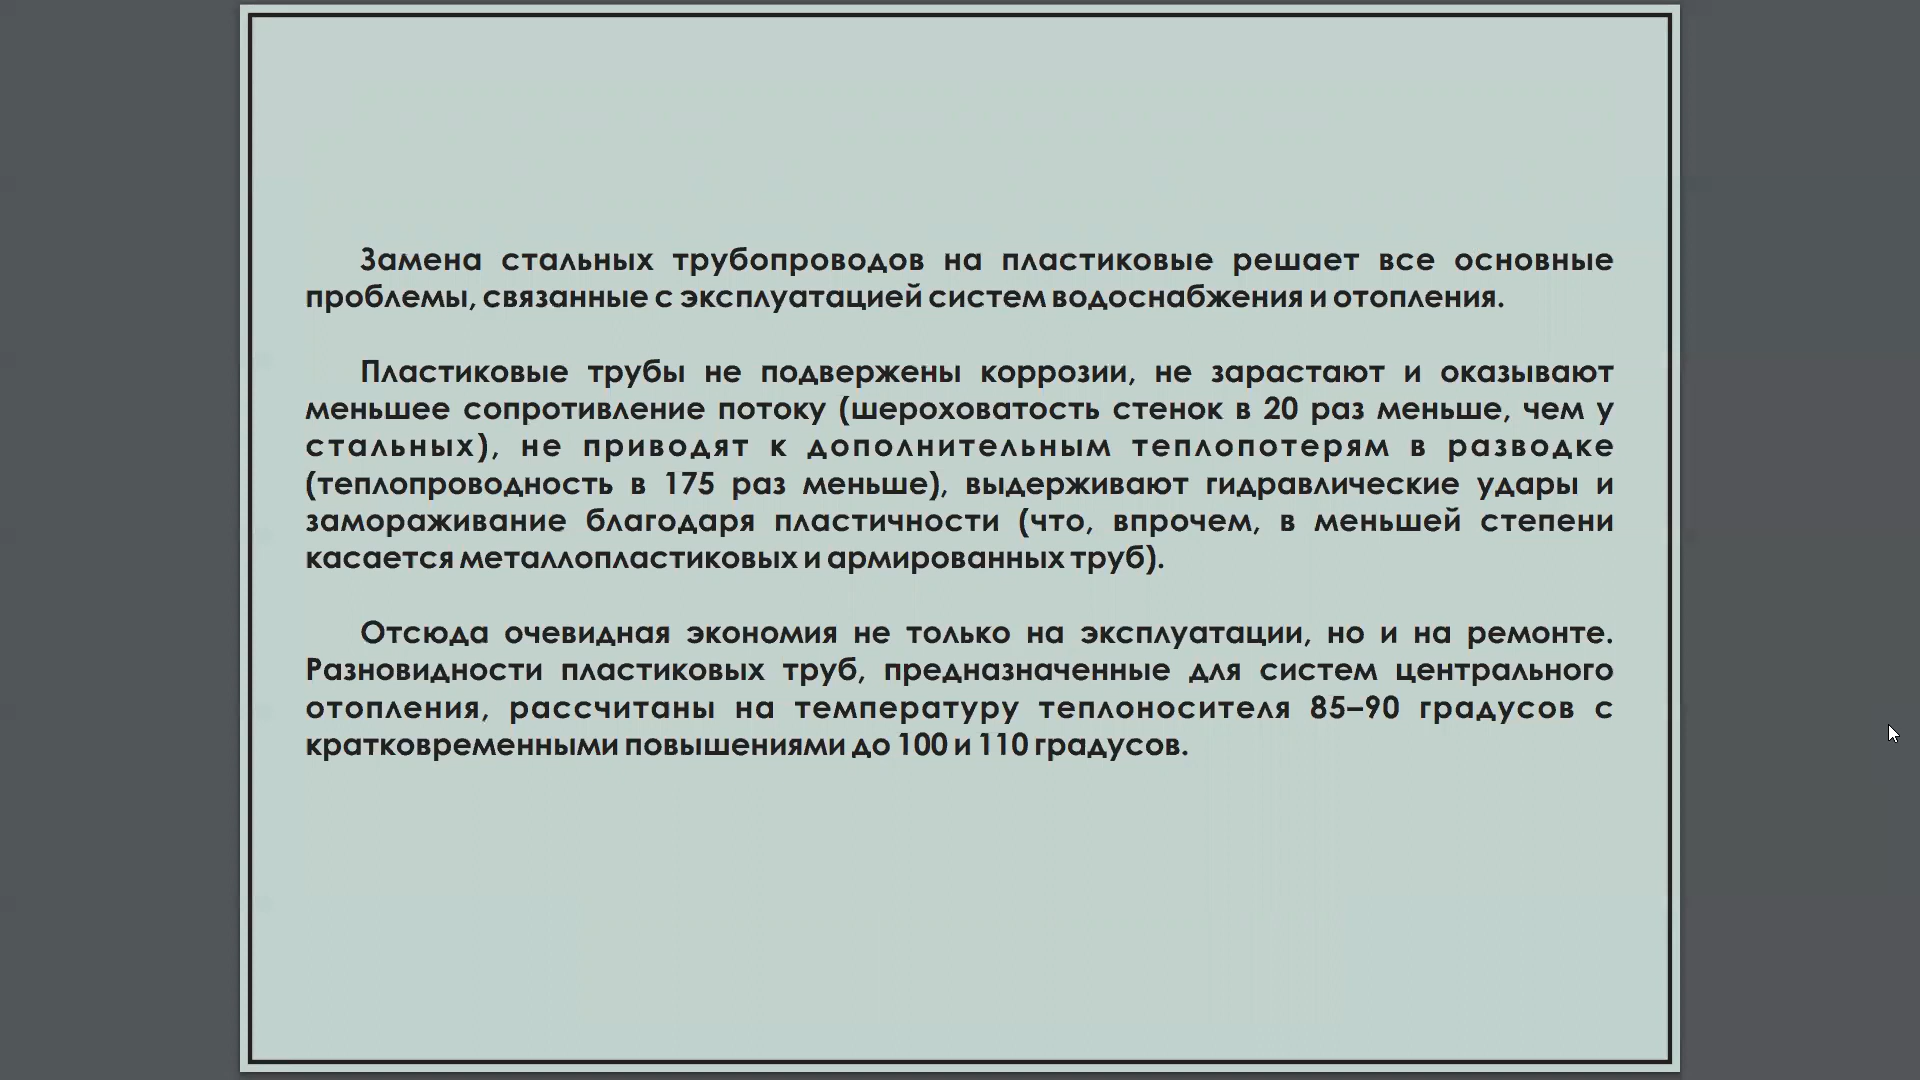 Замена стальных трубопроводов на пластиковые решает все основные
проблемы, связанные с эксплуатацией систем водоснабжения и отопления.
Пластиковые трубы не подвержены коррозии, не зарастают и оказывают
меньшее сопротивление потоку (шероховатость стенок в 20 раз меньше, чем у
стальных), не приводят к дополнительным теплопотерям в разводке
(теплопроводность в 175 раз меньше), выдерживают гидравлические удары и
замораживание благодаря пластичности (что, впрочем, в меньшей степени
касается металлопластиковых и армированных труб).
Отсюда очевидная экономия не только на эксплуатации, но и на ремонте.
Разновидности пластиковых труб, предназначенные для систем центрального
отопления, рассчитаны на температуру теплоносителя 85–90 градусов с
кратковременными повышениями до 100 и 110 градусов.